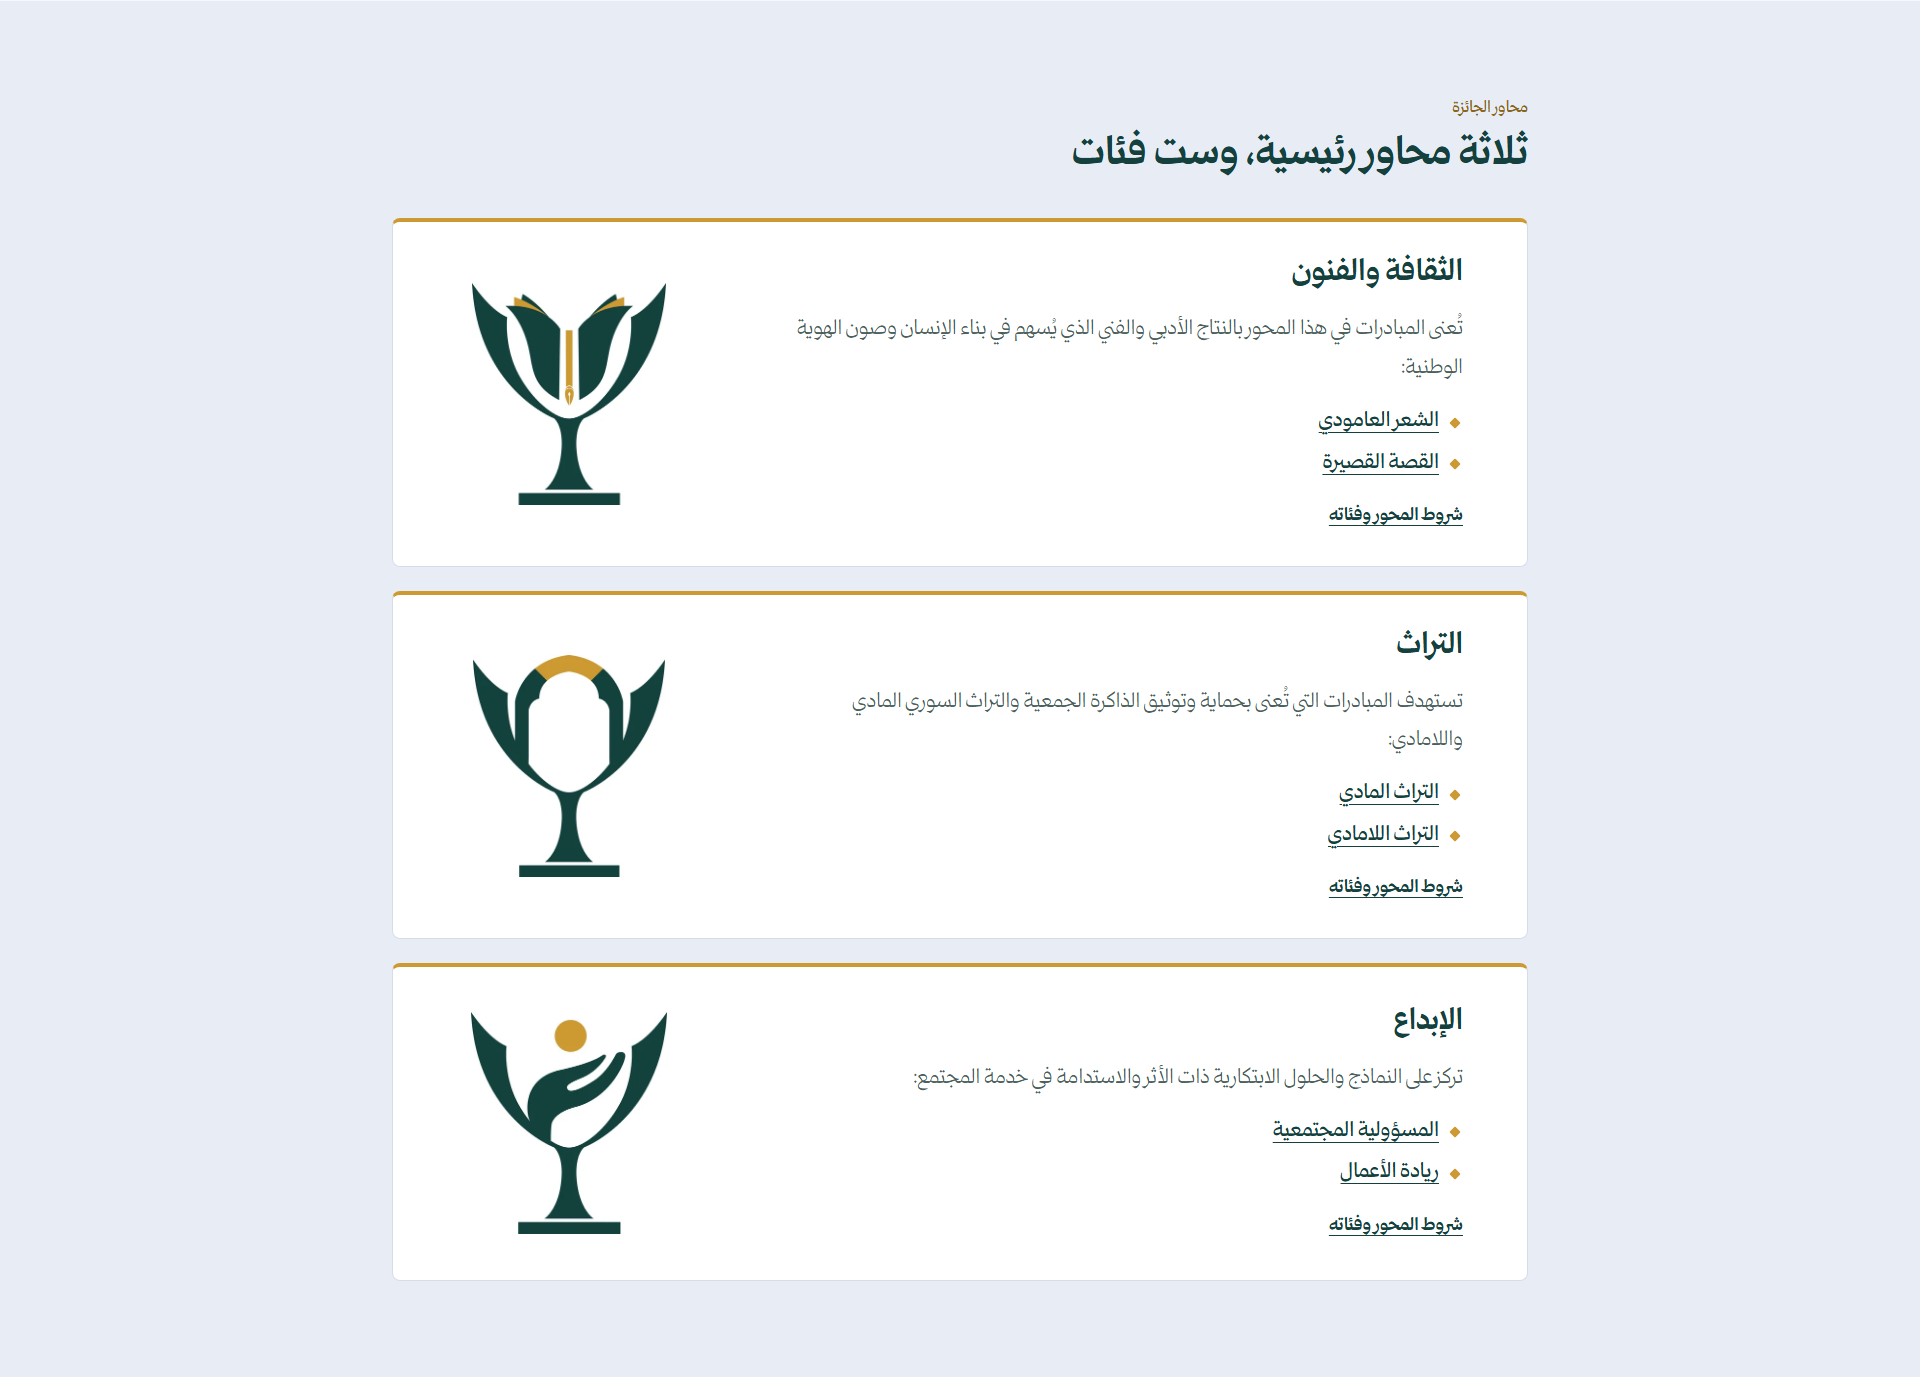 محاور الجائزة
ثلاثة محاور رئيسية، وست فئات
الثقافة والفنون
تُعنى المبادرات في هذا المحور بالنتاج الأدبي والفني الذي يُسهم في بناء الإنسان وصون الهوية
الوطنية:
الشعر العامودي
القصة القصيرة
شروط المحور وفئاته
التراث
تستهدف المبادرات التي تُعنى بحماية وتوثيق الذاكرة الجمعية والتراث السوري المادي
واللامادي:
التراث المادي
التراث اللامادي
شروط المحور وفئاته
الإبداع
تركز على النماذج والحلول الابتكارية ذات الأثر والاستدامة في خدمة المجتمع:
المسؤولية المجتمعية
ريادة الأعمال
شروط المحور وفئاته